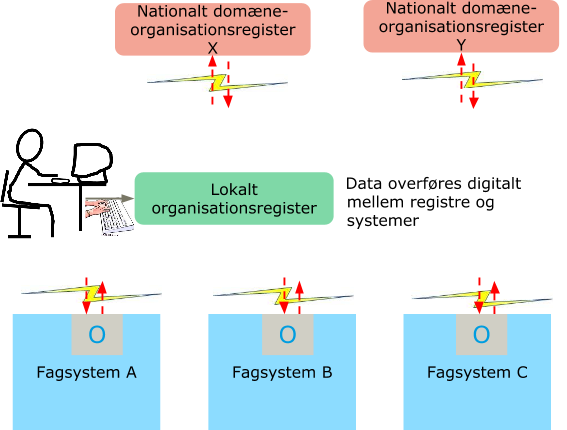 Nationalt domæne-
organisationsregister
X
Nationalt domæne-
organisationsregister
Y
Lokalt
organisationsregister
Data overføres digitalt
mellem registre og
systemer
O
Fagsystem A
O
Fagsystem B
O
Fagsystem C